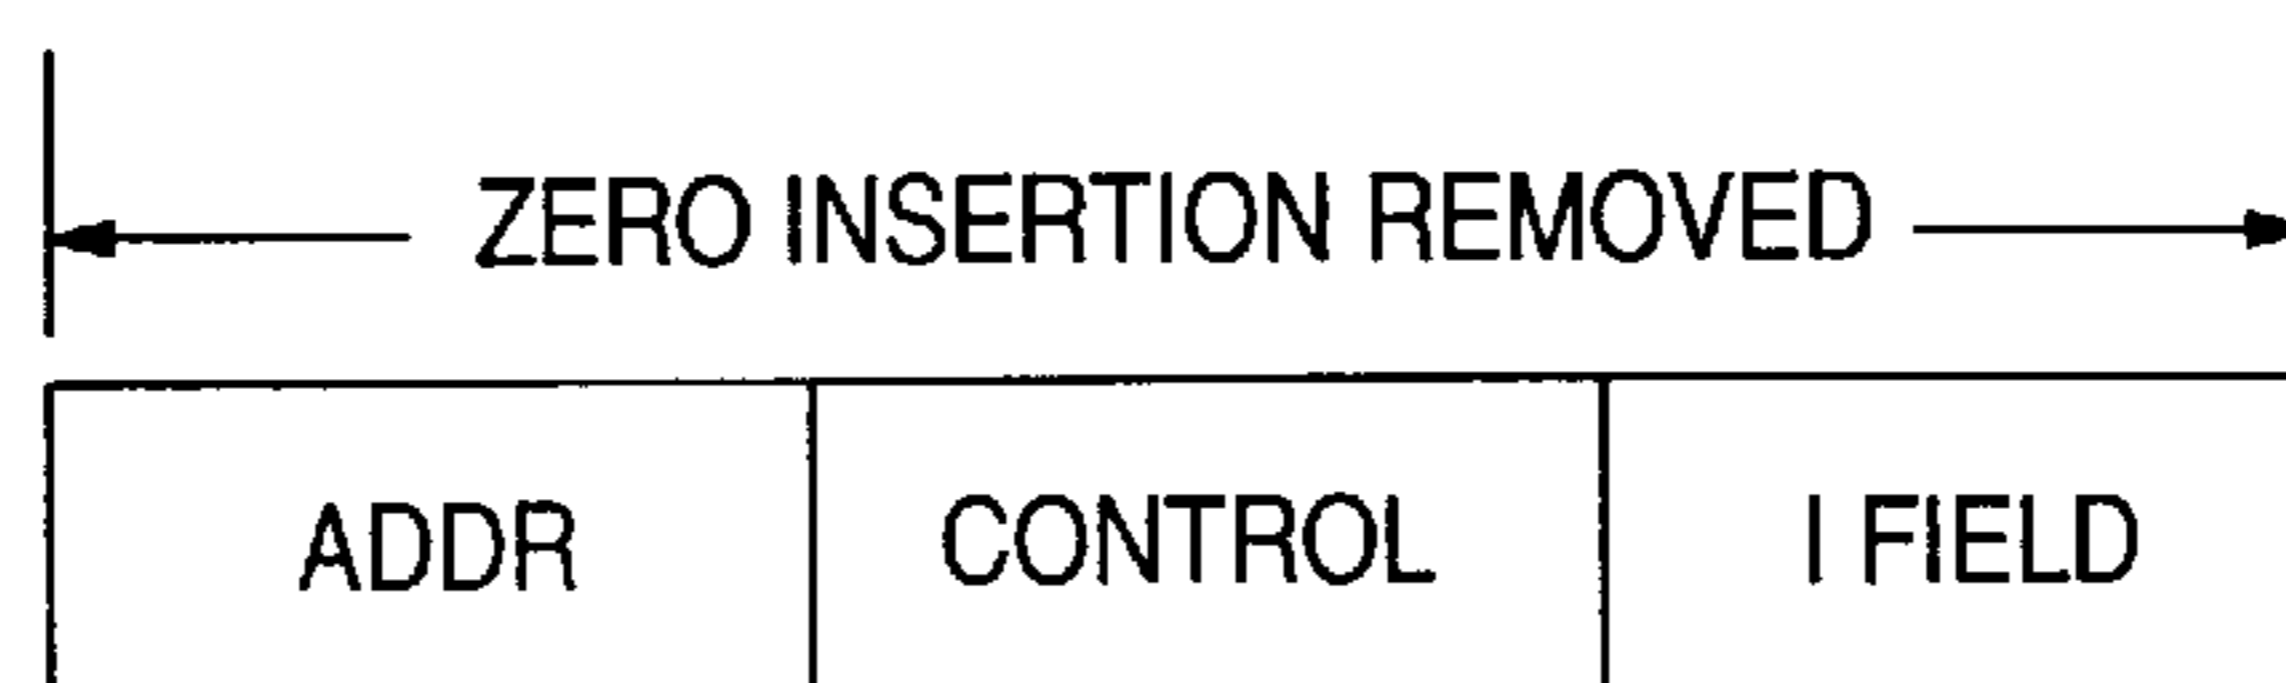 ZERO INSERTION REMOVED
ADDR CONTROL I FIELD